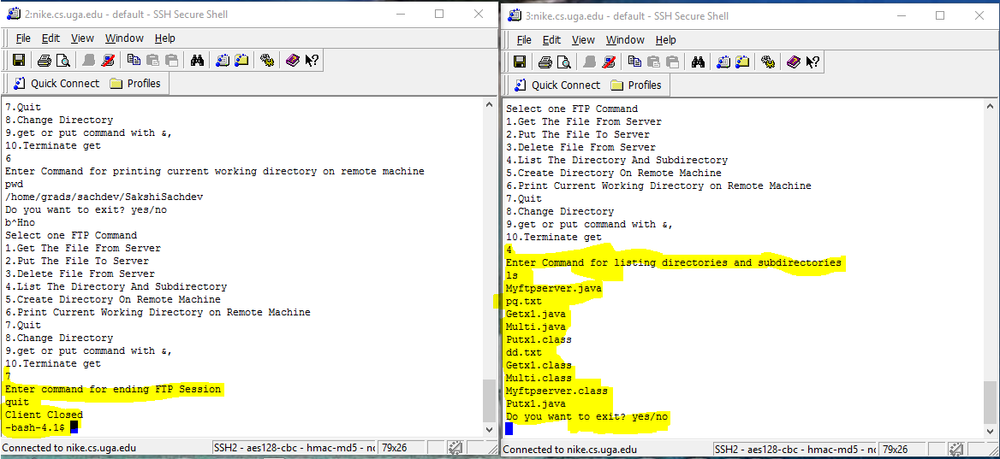 2:nike.cs.uga.edu - default - SSH Secure Shell
File Edit View Window Help
Quick Connect Profiles
7.Quit
8.Change Directory
9.get or put command with &,
10.Terminate get
6
Enter Command for printing current working directory on remote machine
pwd
/home/grads/sachdev/SakshiSachdev
Do you want to exit? yes/no
b^Hno
Select one FTP Command
1.Get The File From Server
2.Put The File To Server
3.Delete File From Server
4.List The Directory And Subdirectory
5.Create Directory On Remote Machine
6.Print Current Working Directory on Remote Machine
7.Quit
8.Change Directory
9.get or put command with &,
10.Terminate get
7
Enter command for ending FTP Session
quit
Client Closed
-bash-4.1$
Connected to nike.cs.uga.edu SSH2 - aes128-cbc - hmac-md5 - no 79x26
3:nike.cs.uga.edu - default - SSH Secure Shell
File Edit View Window Help
Quick Connect Profiles
Select one FTP Command
1.Get The File From Server
2.Put The File To Server
3.Delete File From Server
4.List The Directory And Subdirectory
5.Create Directory On Remote Machine
6.Print Current Working Directory on Remote Machine
7.Quit
8.Change Directory
9.get or put command with &,
10.Terminate get
4
Enter Command for listing directories and subdirectories
ls
Myftpserver.java
pq.txt
Getx1.java
Multi.java
Putx1.class
dd.txt
Getx1.class
Multi.class
Myftpserver.class
Putx1.java
Do you want to exit? yes/no
Connected to nike.cs.uga.edu SSH2 - aes128-cbc - hmac-md5 - no 79x26